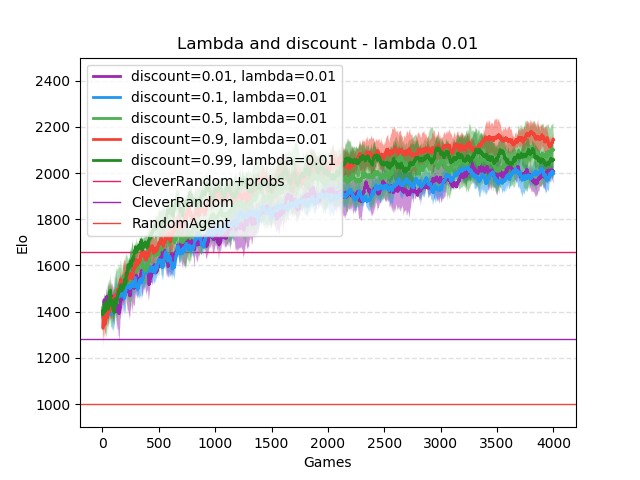 Lambda and discount - lambda 0.01
discount=0.01, lambda=0.01
discount=0.1, lambda=0.01
discount=0.5, lambda=0.01
discount=0.9, lambda=0.01
discount=0.99, lambda=0.01
CleverRandom+probs
CleverRandom
RandomAgent
2400
2200
2000
1800
1600
1400
1200
1000
Elo
0 500 1000 1500 2000 2500 3000 3500 4000
Games